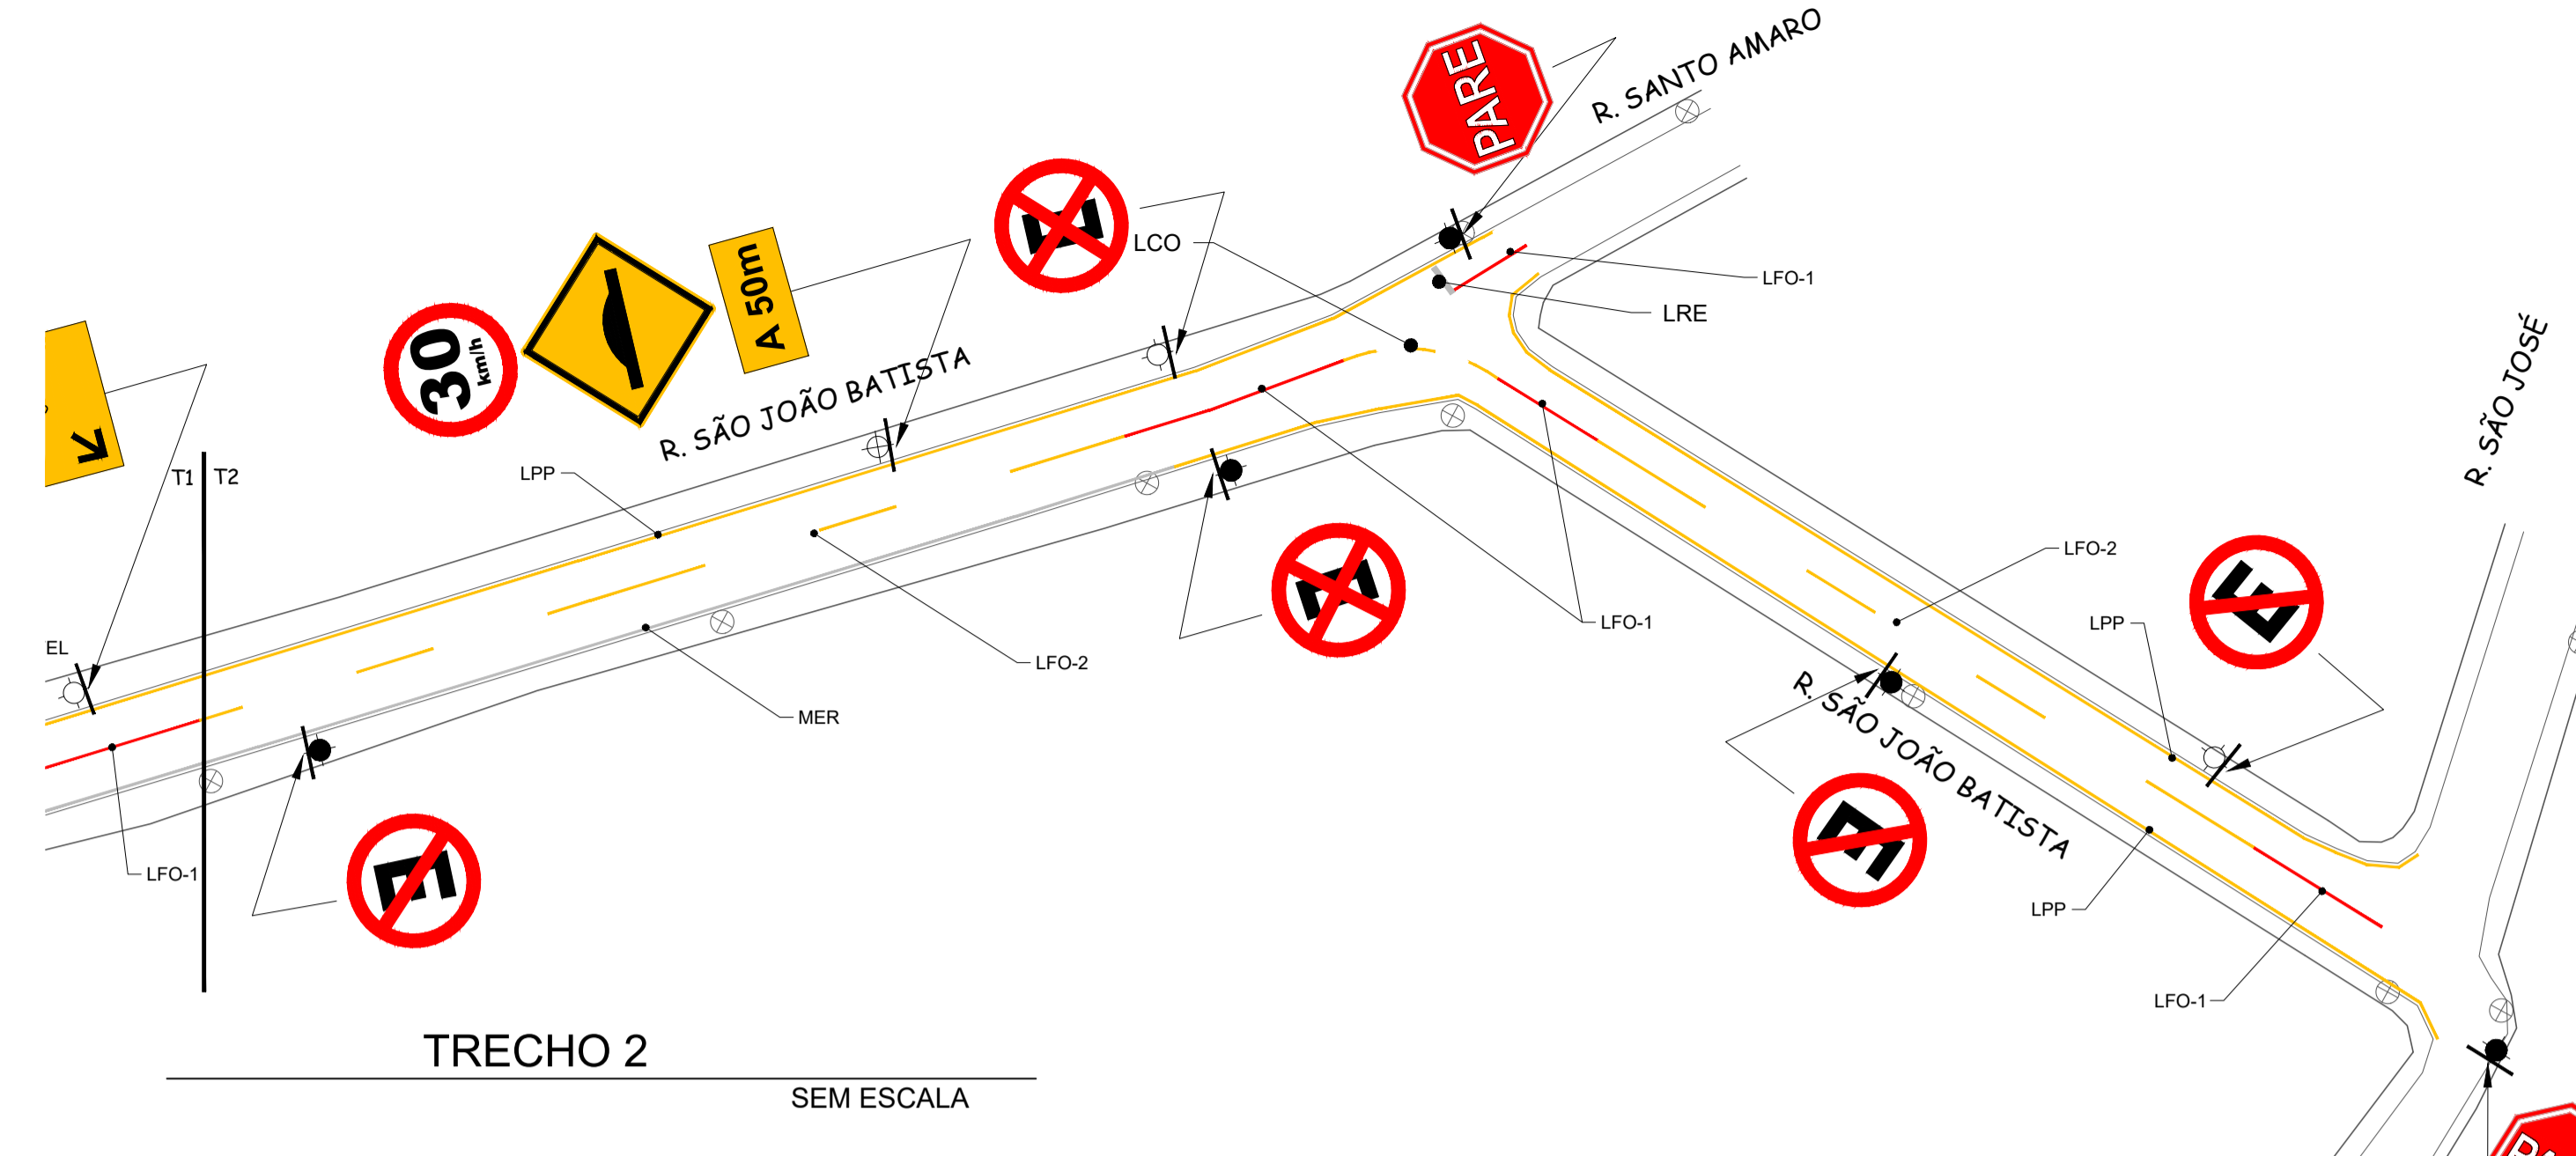 PARE
R. SANTO AMARO
LCO
LFO-1
LRE
30
km/h
A 50m
R. SÃO JOÃO BATISTA
E
LPP
T1
T2
R. SÃO JOSÉ
LFO-2
E
LFO-1
LPP
E
EL
LFO-2
MER
R. SÃO JOÃO BATISTA
E
E
LFO-1
LPP
LFO-1
TRECHO 2
SEM ESCALA